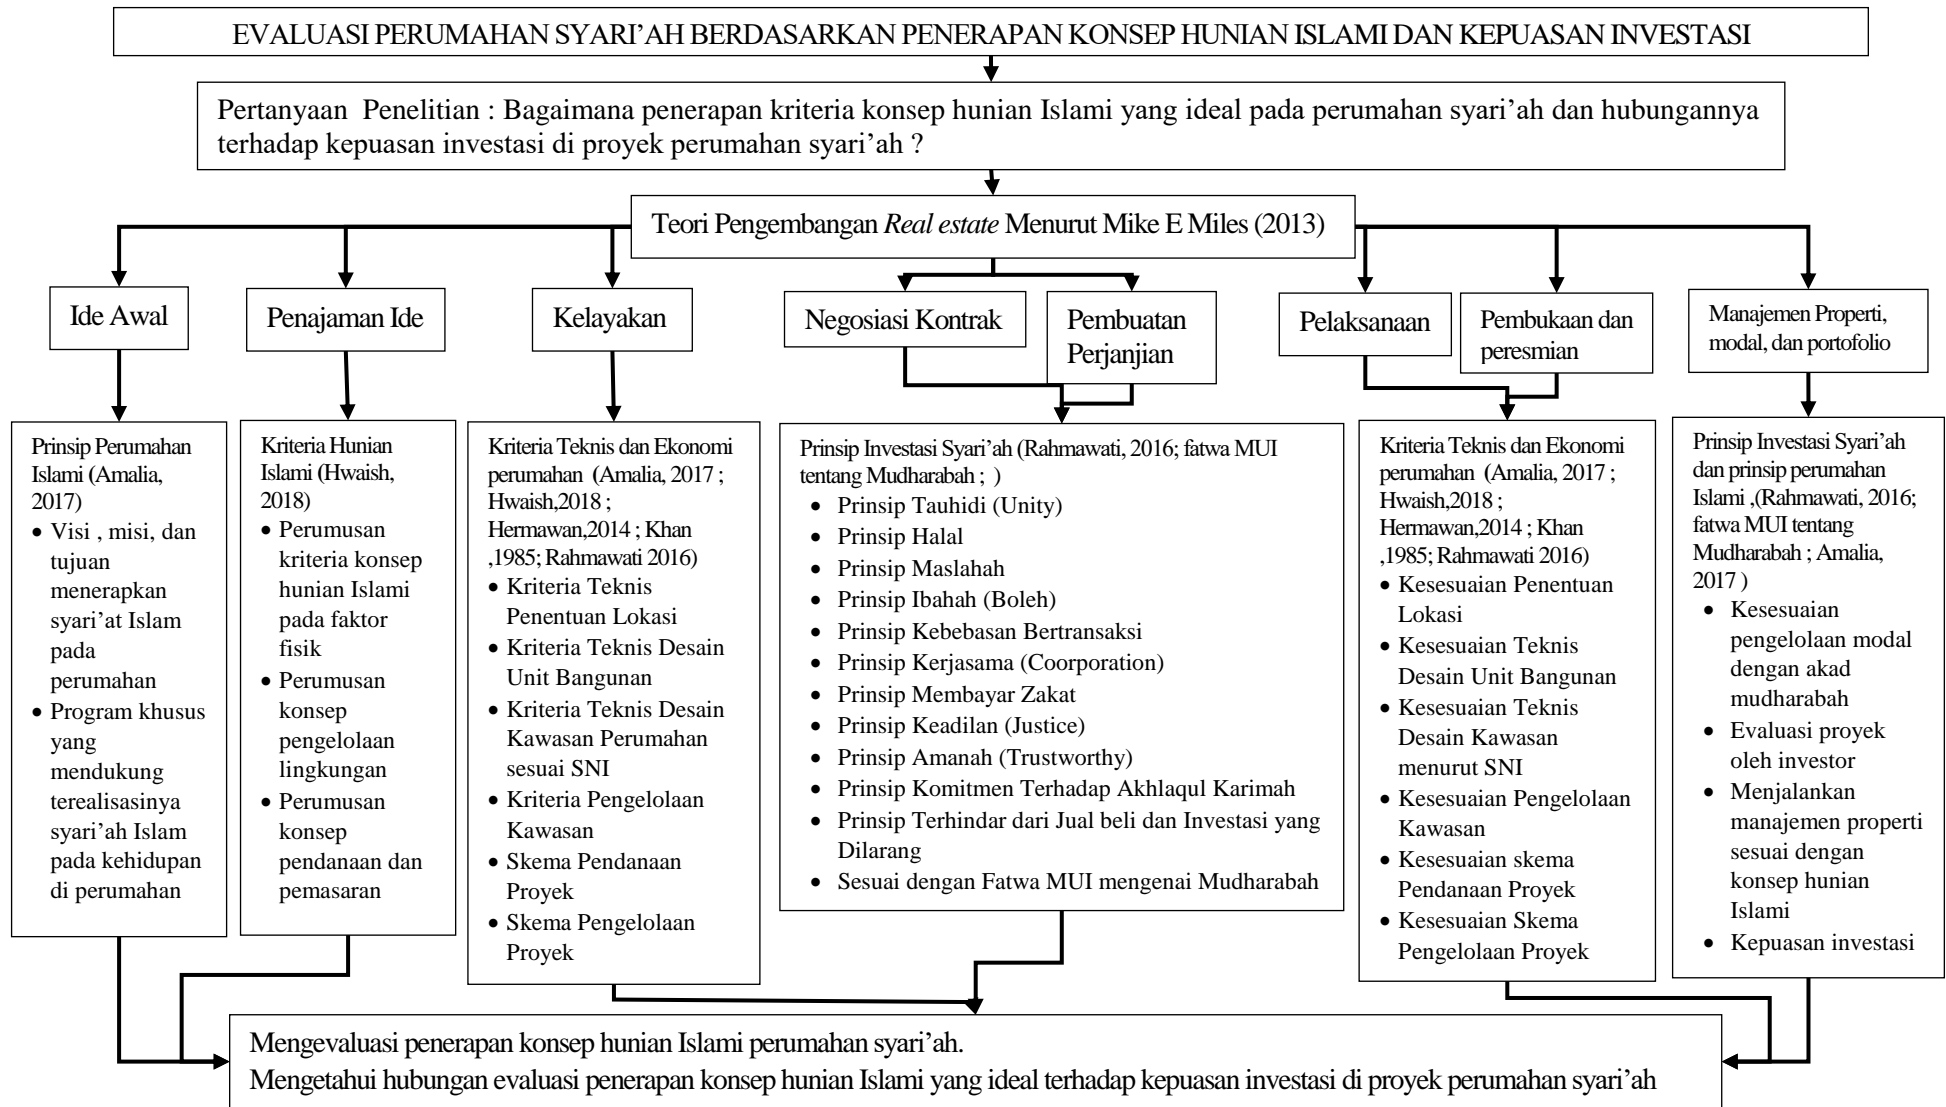 EVALUASI PERUMAHAN SYARI’AH BERDASARKAN PENERAPAN KONSEP HUNIAN ISLAMI DAN KEPUASAN INVESTASI
Pertanyaan Penelitian : Bagaimana penerapan kriteria konsep hunian Islami yang ideal pada perumahan syari’ah dan hubungannya
terhadap kepuasan investasi di proyek perumahan syari’ah ?
Teori Pengembangan Real estate Menurut Mike E Miles (2013)
Ide Awal
Penajaman Ide
Kelayakan
Negosiasi Kontrak
Pembuatan
Perjanjian
Pelaksanaan
Pembukaan dan
peresmian
Manajemen Properti,
modal, dan portofolio
Prinsip Perumahan
Islami (Amalia,
2017)
• Visi , misi, dan
tujuan
menerapkan
syari’at Islam
pada
perumahan
• Program khusus
yang
mendukung
terealisasinya
syari’ah Islam
pada kehidupan
di perumahan
Kriteria Hunian
Islami (Hwaish,
2018)
• Perumusan
kriteria konsep
hunian Islami
pada faktor
fisik
• Perumusan
konsep
pengelolaan
lingkungan
• Perumusan
konsep
pendanaan dan
pemasaran
Kriteria Teknis dan Ekonomi
perumahan (Amalia, 2017 ;
Hwaish,2018 ;
Hermawan,2014 ; Khan
,1985; Rahmawati 2016)
• Kriteria Teknis
Penentuan Lokasi
• Kriteria Teknis Desain
Unit Bangunan
• Kriteria Teknis Desain
Kawasan Perumahan
sesuai SNI
• Kriteria Pengelolaan
Kawasan
• Skema Pendanaan
Proyek
• Skema Pengelolaan
Proyek
Prinsip Investasi Syari’ah (Rahmawati, 2016; fatwa MUI
tentang Mudharabah ; )
• Prinsip Tauhidi (Unity)
• Prinsip Halal
• Prinsip Maslahah
• Prinsip Ibahah (Boleh)
• Prinsip Kebebasan Bertransaksi
• Prinsip Kerjasama (Coorporation)
• Prinsip Membayar Zakat
• Prinsip Keadilan (Justice)
• Prinsip Amanah (Trustworthy)
• Prinsip Komitmen Terhadap Akhlaqul Karimah
• Prinsip Terhindar dari Jual beli dan Investasi yang
Dilarang
• Sesuai dengan Fatwa MUI mengenai Mudharabah
Kriteria Teknis dan Ekonomi
perumahan (Amalia, 2017 ;
Hwaish,2018 ;
Hermawan,2014 ; Khan
,1985; Rahmawati 2016)
• Kesesuaian Penentuan
Lokasi
• Kesesuaian Teknis
Desain Unit Bangunan
• Kesesuaian Teknis
Desain Kawasan
menurut SNI
• Kesesuaian Pengelolaan
Kawasan
• Kesesuaian skema
Pendanaan Proyek
• Kesesuaian Skema
Pengelolaan Proyek
Prinsip Investasi Syari’ah
dan prinsip perumahan
Islami ,(Rahmawati, 2016;
fatwa MUI tentang
Mudharabah ; Amalia,
2017 )
• Kesesuaian
pengelolaan modal
dengan akad
mudharabah
• Evaluasi proyek
oleh investor
• Menjalankan
manajemen properti
sesuai dengan
konsep hunian
Islami
• Kepuasan investasi
Mengevaluasi penerapan konsep hunian Islami perumahan syari’ah.
Mengetahui hubungan evaluasi penerapan konsep hunian Islami yang ideal terhadap kepuasan investasi di proyek perumahan syari’ah